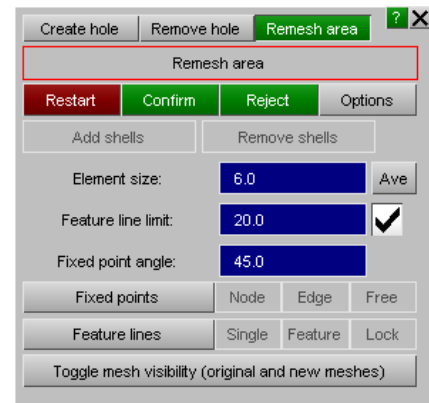 Create hole Remove hole Remesh area ? X
Remesh area
Restart Confirm Reject Options
Add shells Remove shells
Element size: 6.0 Ave
Feature line limit: 20.0
Fixed point angle: 45.0
Fixed points Node Edge Free
Feature lines Single Feature Lock
Toggle mesh visibility (original and new meshes)